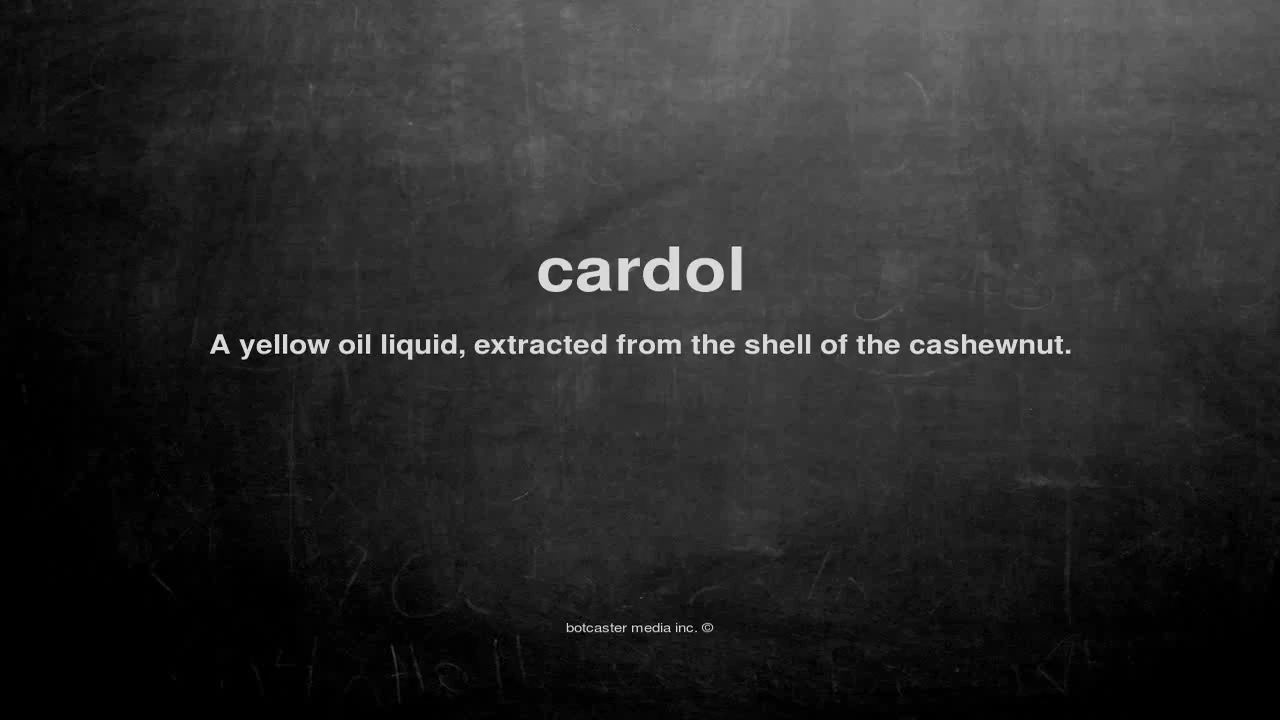 cardol
A yellow oil liquid, extracted from the shell of the cashewnut.
botcaster media inc. ©